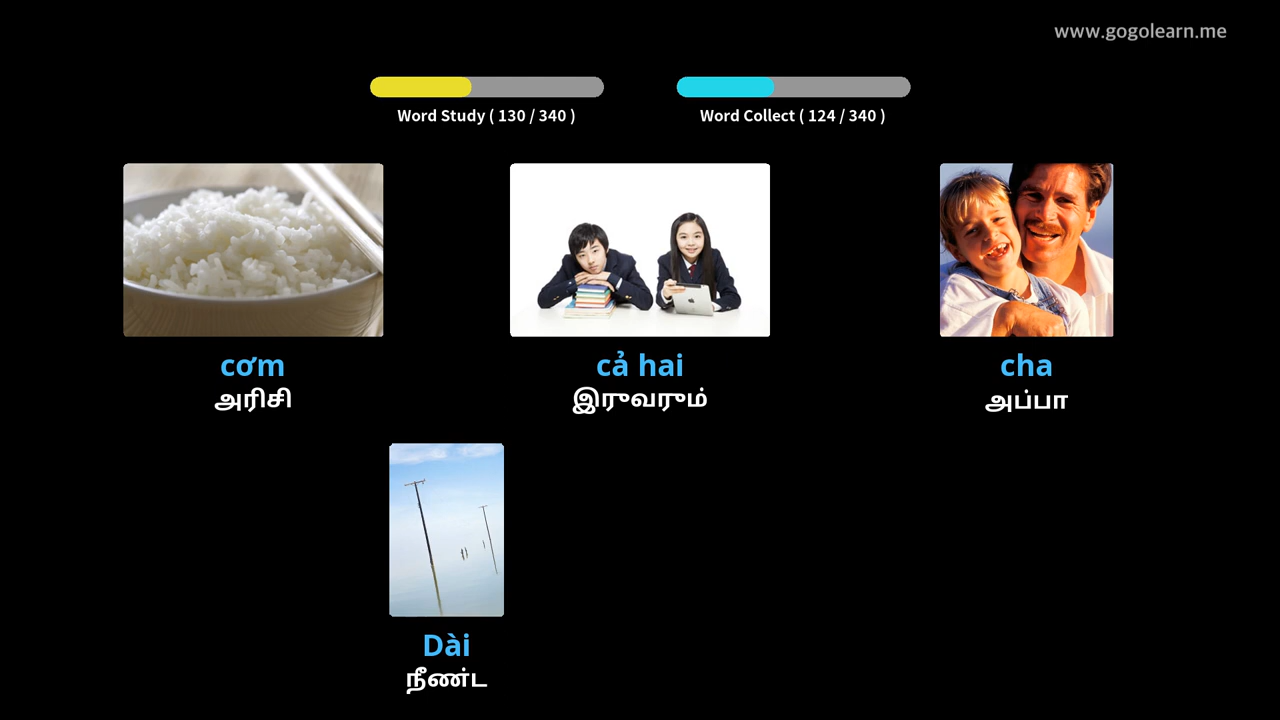 www.gogolearn.me
Word Study ( 130 / 340 )
Word Collect ( 124 / 340 )
cơm
அரிசி
cả hai
இருவரும்
cha
அப்பா
Dài
நீண்ட